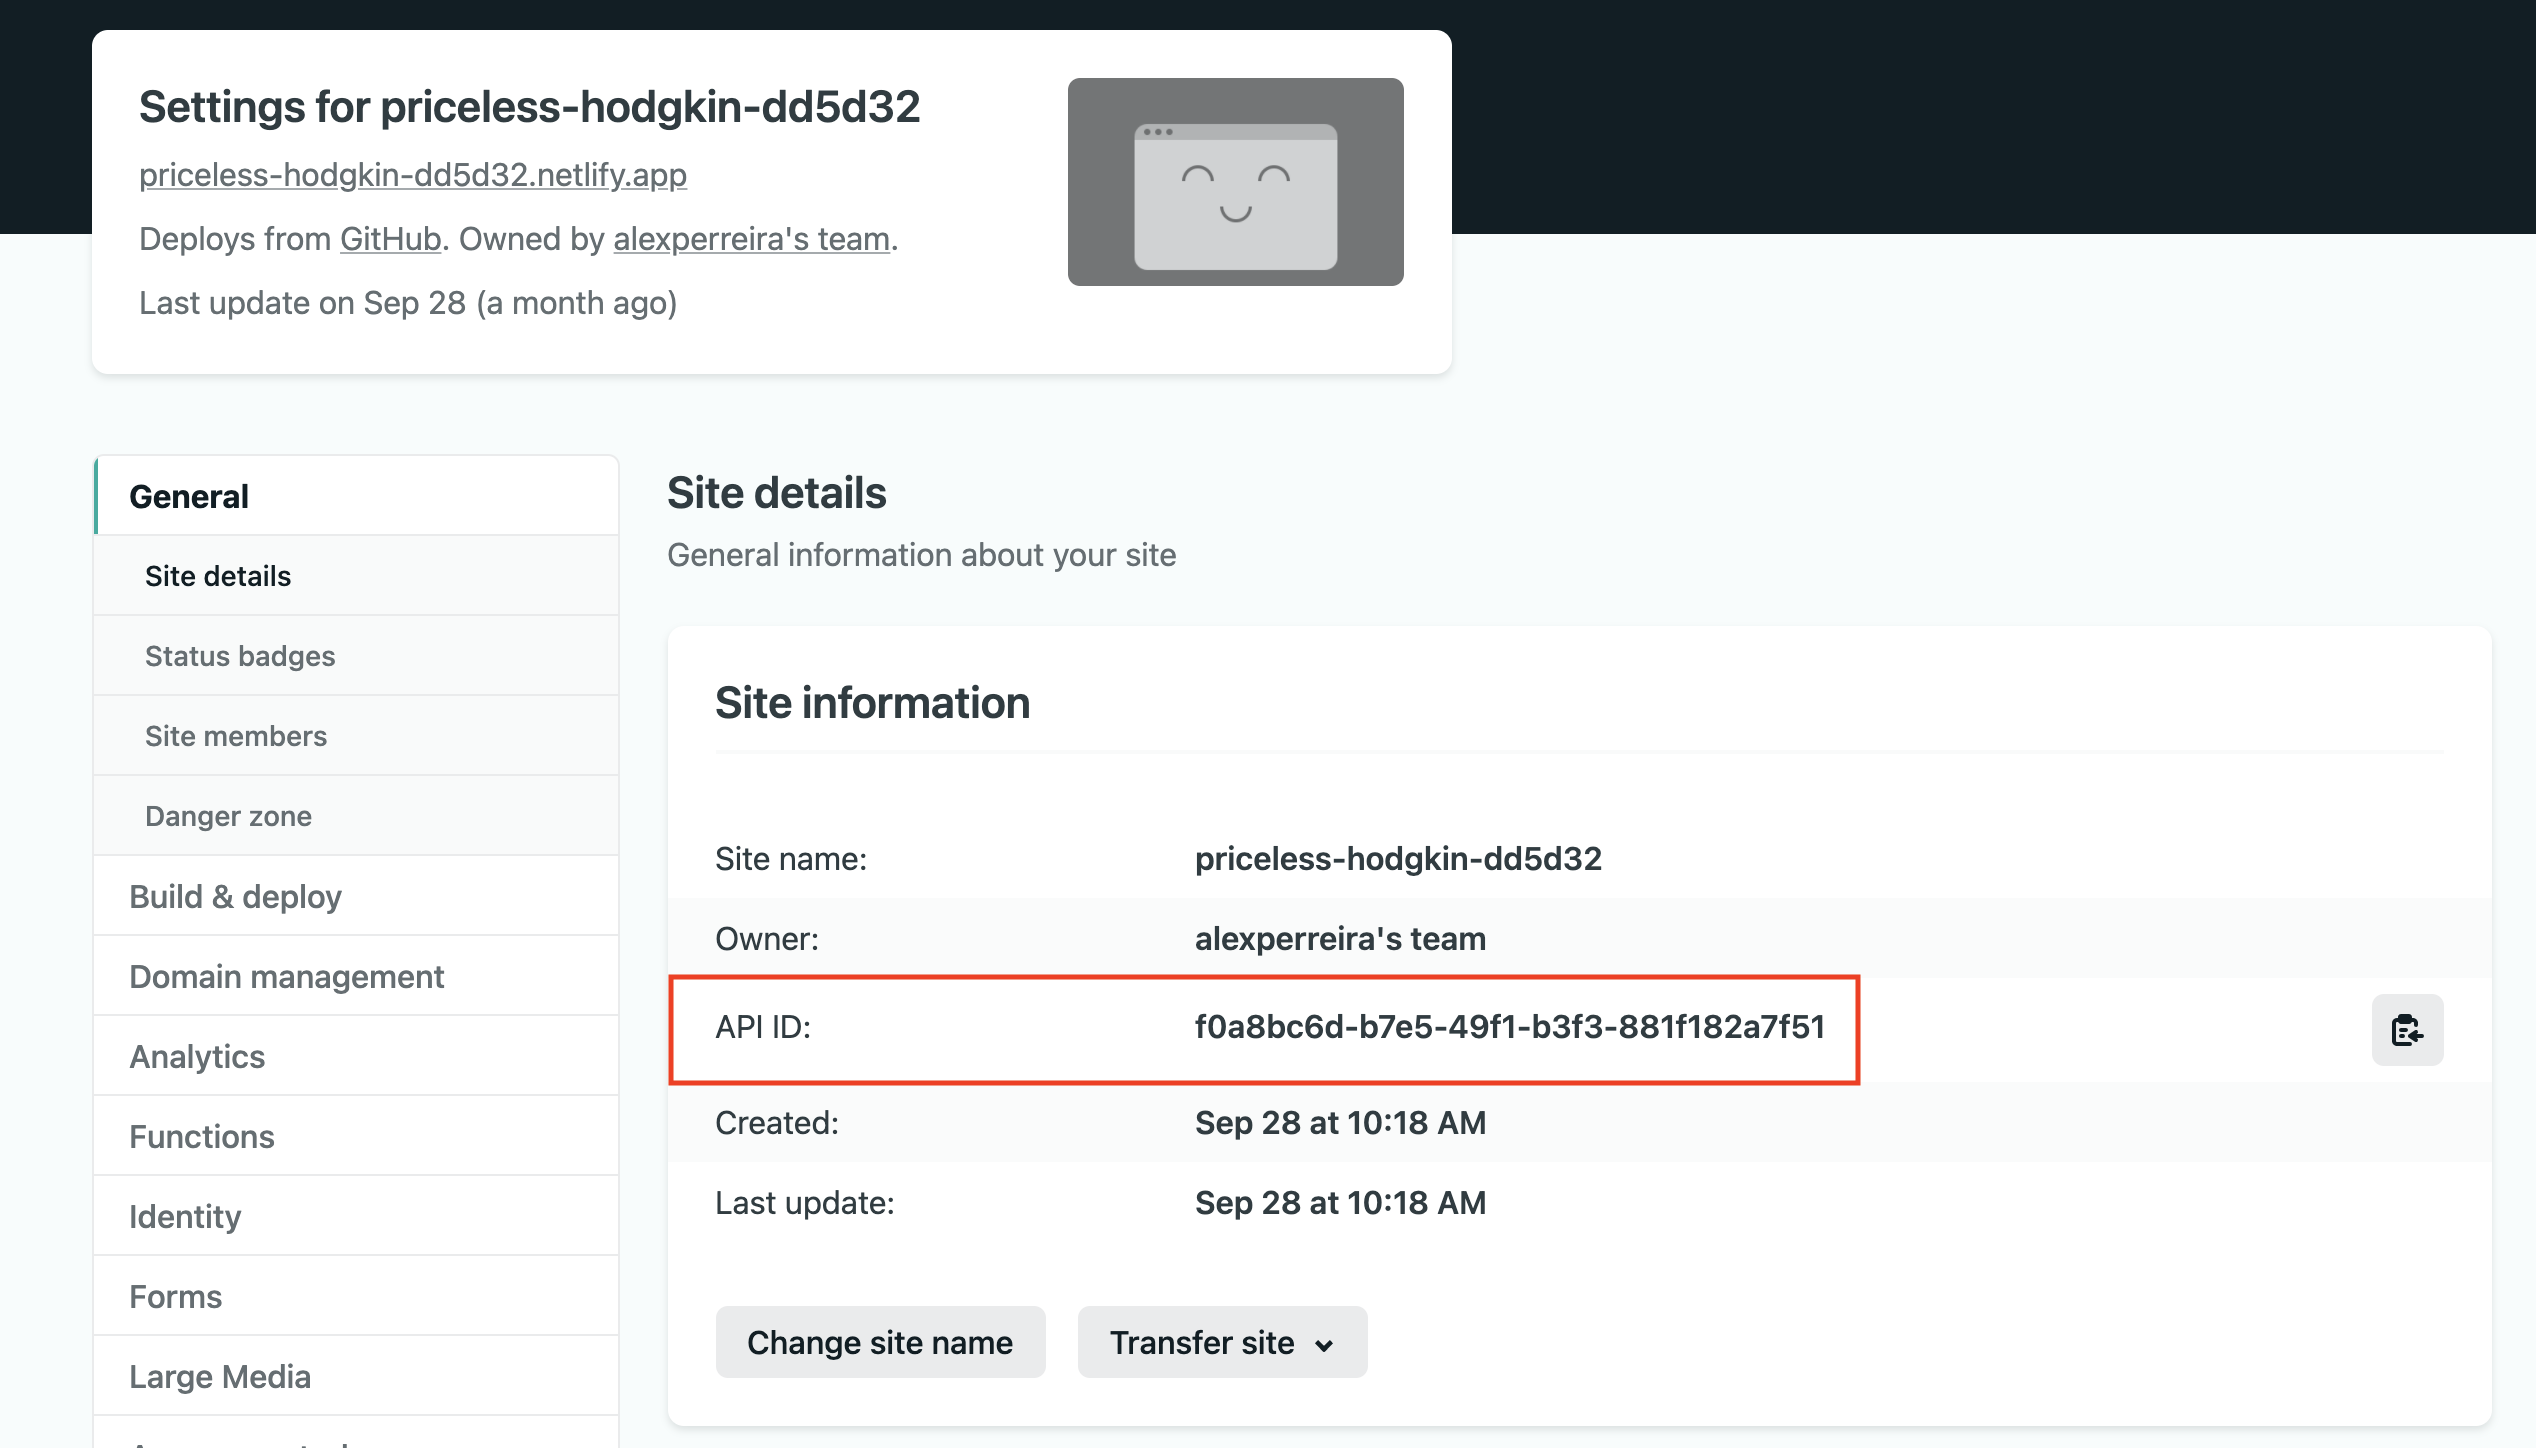 Settings for priceless-hodgkin-dd5d32
priceless-hodgkin-dd5d32.netlify.app
Deploys from GitHub. Owned by alexperreira's team.
Last update on Sep 28 (a month ago)
General
Site details
Status badges
Site members
Danger zone
Build & deploy
Domain management
Analytics
Functions
Identity
Forms
Large Media
Site details
General information about your site
Site information
Site name: priceless-hodgkin-dd5d32
Owner: alexperreira's team
API ID: f0a8bc6d-b7e5-49f1-b3f3-881f182a7f51
Created: Sep 28 at 10:18 AM
Last update: Sep 28 at 10:18 AM
Change site name
Transfer site